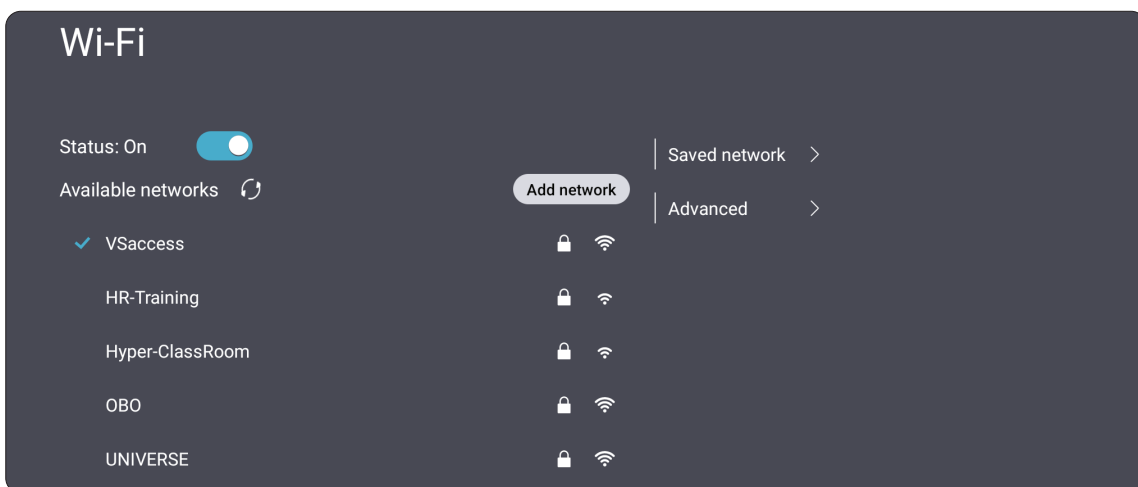 Wi-Fi
Status: On
Available networks
Add network
VSaccess
HR-Training
Hyper-ClassRoom
OBO
UNIVERSE
Saved network
Advanced